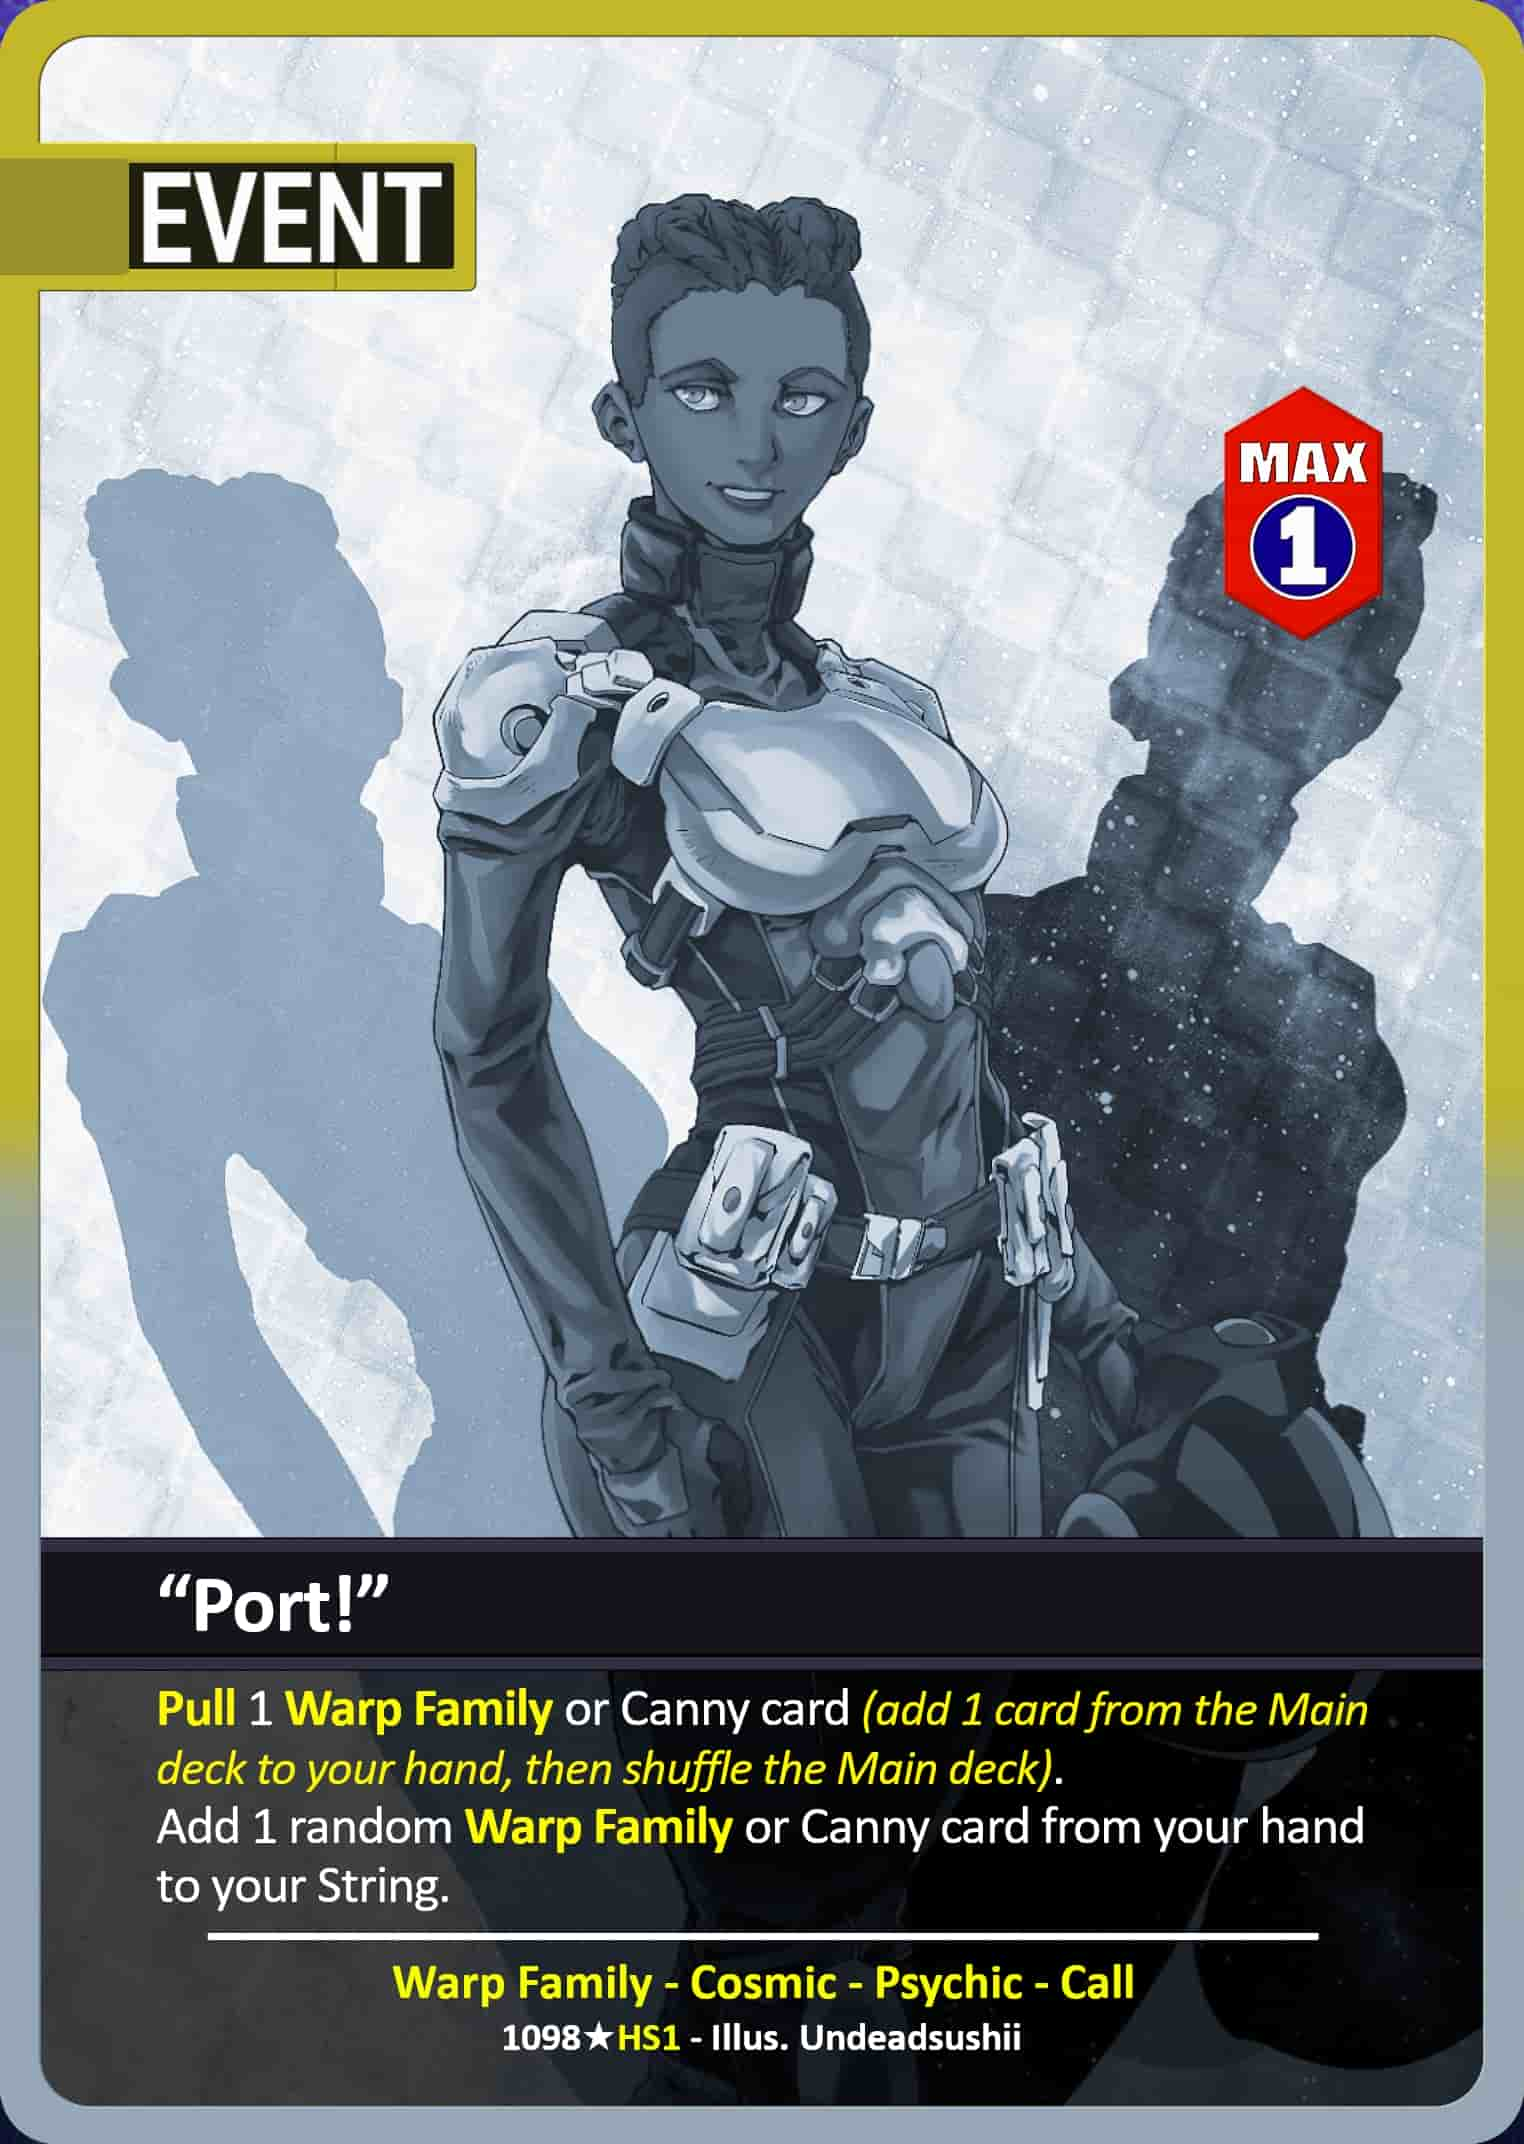 EVENT
MAX
1
“Port!”
Pull 1 Warp Family or Canny card (add 1 card from the Main
deck to your hand, then shuffle the Main deck).
Add 1 random Warp Family or Canny card from your hand
to your String.
Warp Family - Cosmic - Psychic - Call
1098★HS1 - Illus. Undeadsushii